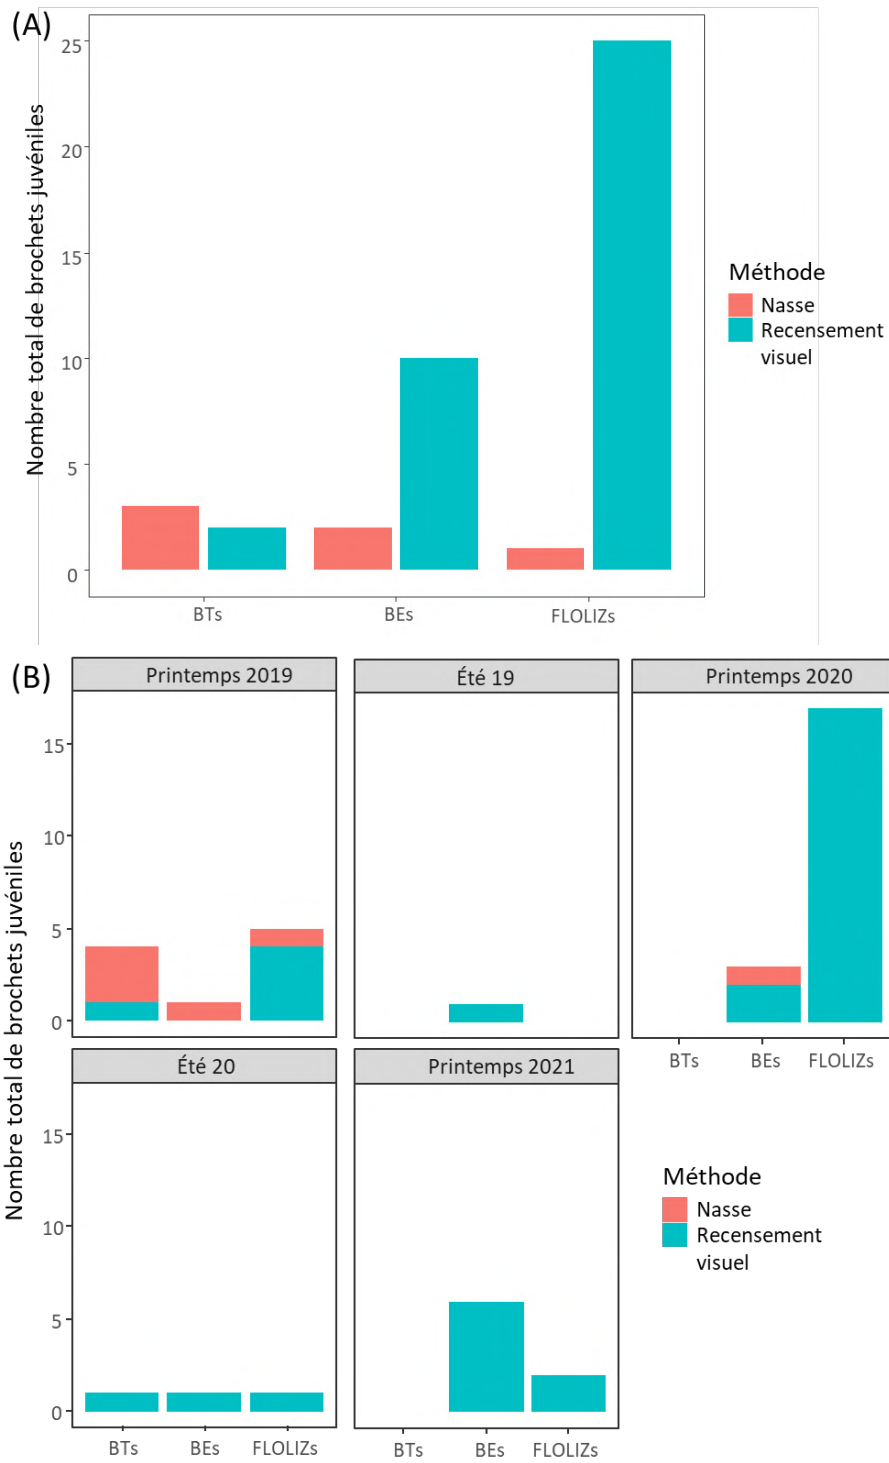 (A)
Nombre total de brochets juvéniles
25
20
15
10
5
0
BTs
BEs
FLOLIZs
Méthode
Nasse
Recensement
visuel
(B)
Nombre total de brochets juvéniles
Printemps 2019
Été 19
Printemps 2020
15
10
5
0
BTs
BEs
FLOLIZs
Été 20
Printemps 2021
15
10
5
0
BTs
BEs
FLOLIZs
BTs
BEs
FLOLIZs
Méthode
Nasse
Recensement
visuel